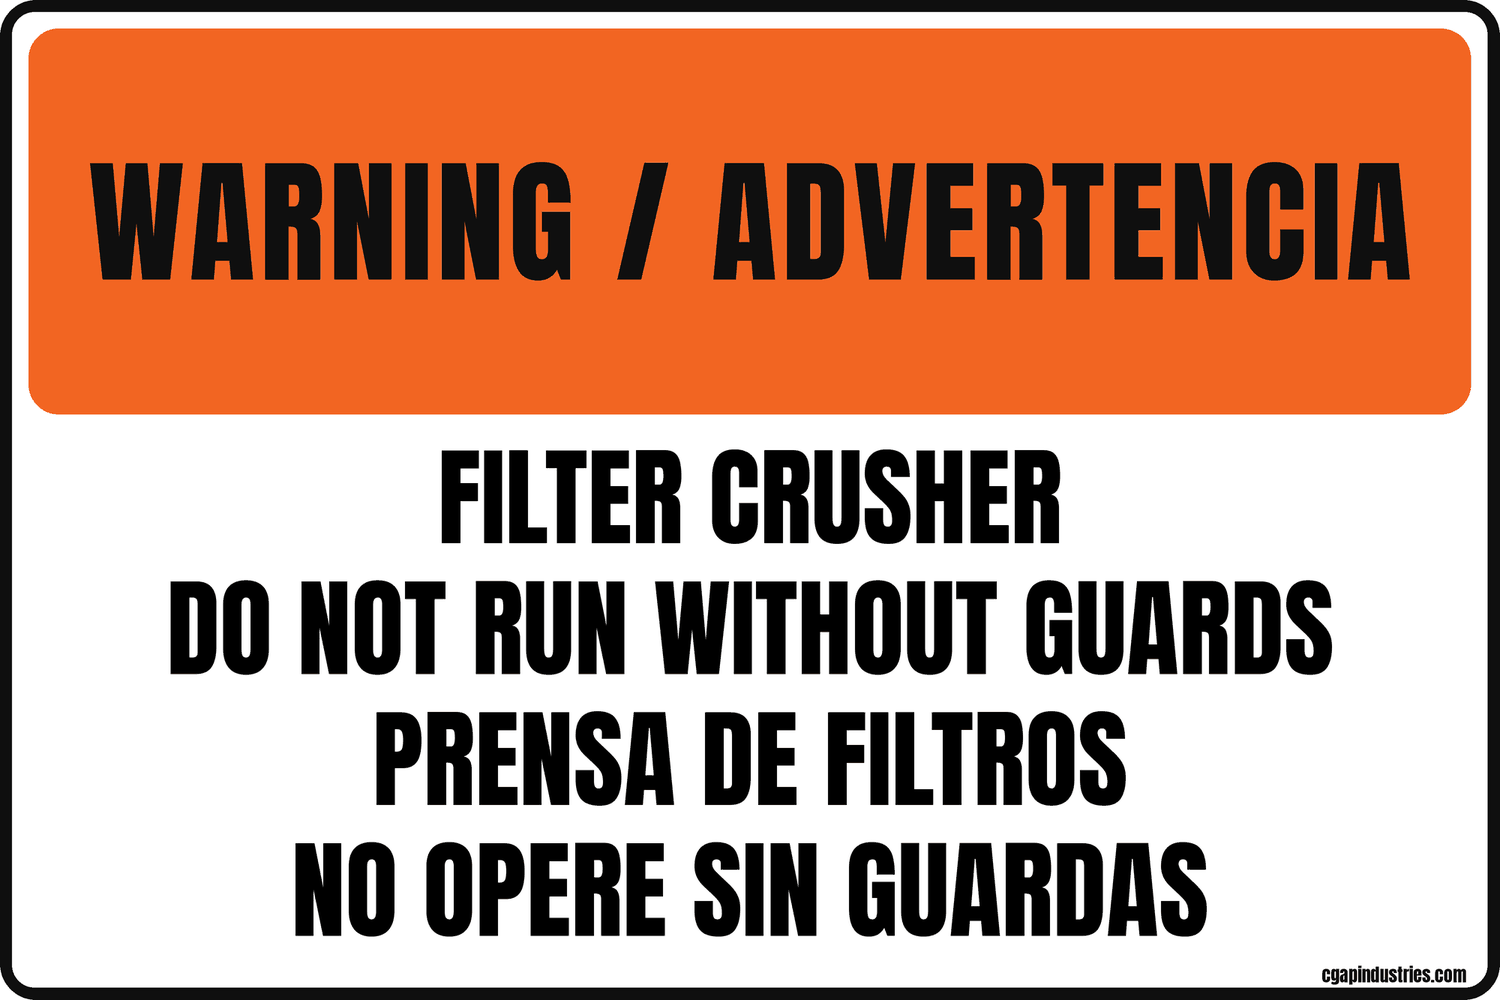 WARNING / ADVERTENCIA
FILTER CRUSHER
DO NOT RUN WITHOUT GUARDS
PRENSA DE FILTROS
NO OPERE SIN GUARDAS
cgapindustries.com